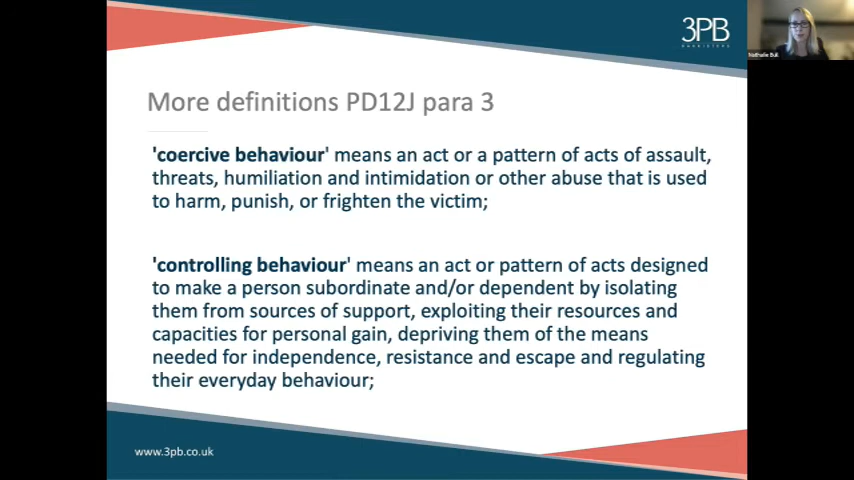 3PB
BARRISTERS
Nathalie Bull
More definitions PD12J para 3
'coercive behaviour' means an act or a pattern of acts of assault,
threats, humiliation and intimidation or other abuse that is used
to harm, punish, or frighten the victim;
'controlling behaviour' means an act or pattern of acts designed
to make a person subordinate and/or dependent by isolating
them from sources of support, exploiting their resources and
capacities for personal gain, depriving them of the means
needed for independence, resistance and escape and regulating
their everyday behaviour;
www.3pb.co.uk